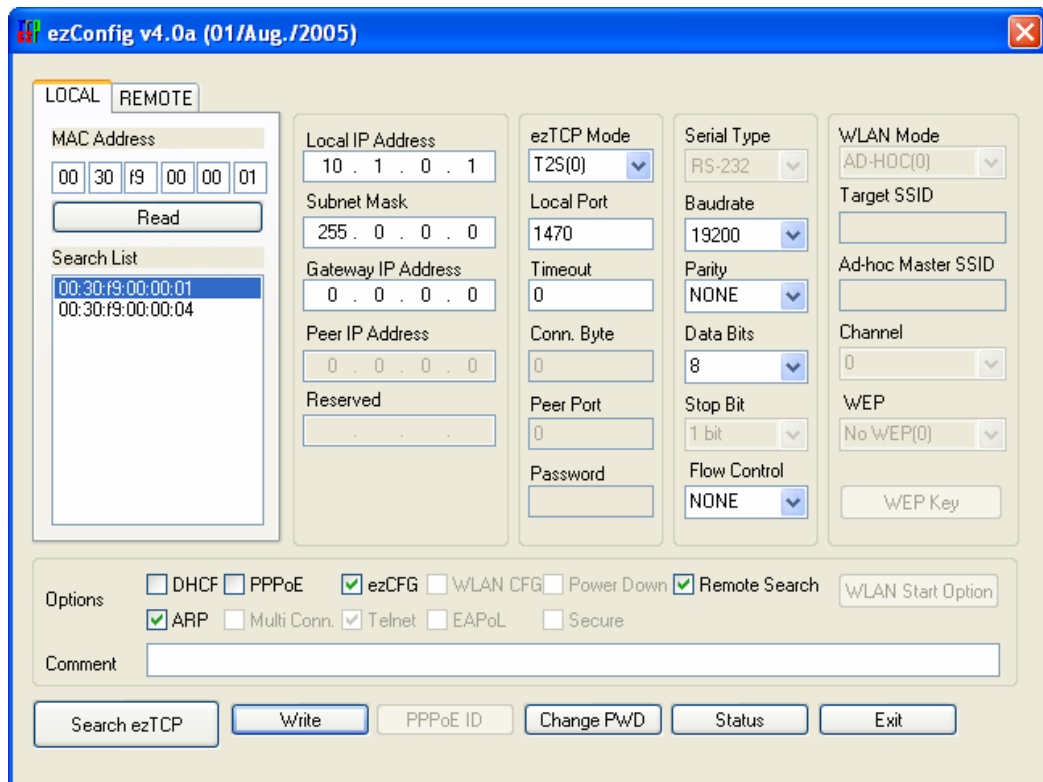 ezConfig v4.0a (01/Aug./2005)
LOCAL REMOTE
MAC Address
00 30 f9 00 00 01
Read
Search List
00:30:f9:00:00:01
00:30:f9:00:00:04
Local IP Address
10 . 1 . 0 . 1
Subnet Mask
255 . 0 . 0 . 0
Gateway IP Address
0 . 0 . 0 . 0
Peer IP Address
0 . 0 . 0 . 0
Reserved
. . .
ezTCP Mode
T2S(0)
Local Port
1470
Timeout
0
Conn. Byte
0
Peer Port
0
Password
Serial Type
RS-232
Baudrate
19200
Parity
NONE
Data Bits
8
Stop Bit
1 bit
Flow Control
NONE
WLAN Mode
AD-HOC(0)
Target SSID
Ad-hoc Master SSID
Channel
0
WEP
No WEP(0)
WEP Key
Options
DHCF PPPoE ezCFG WLAN CFG Power Down Remote Search
WLAN Start Option
ARP Multi Conn. Telnet EAPoL Secure
Comment
Search ezTCP Write PPPoE ID Change PWD Status Exit